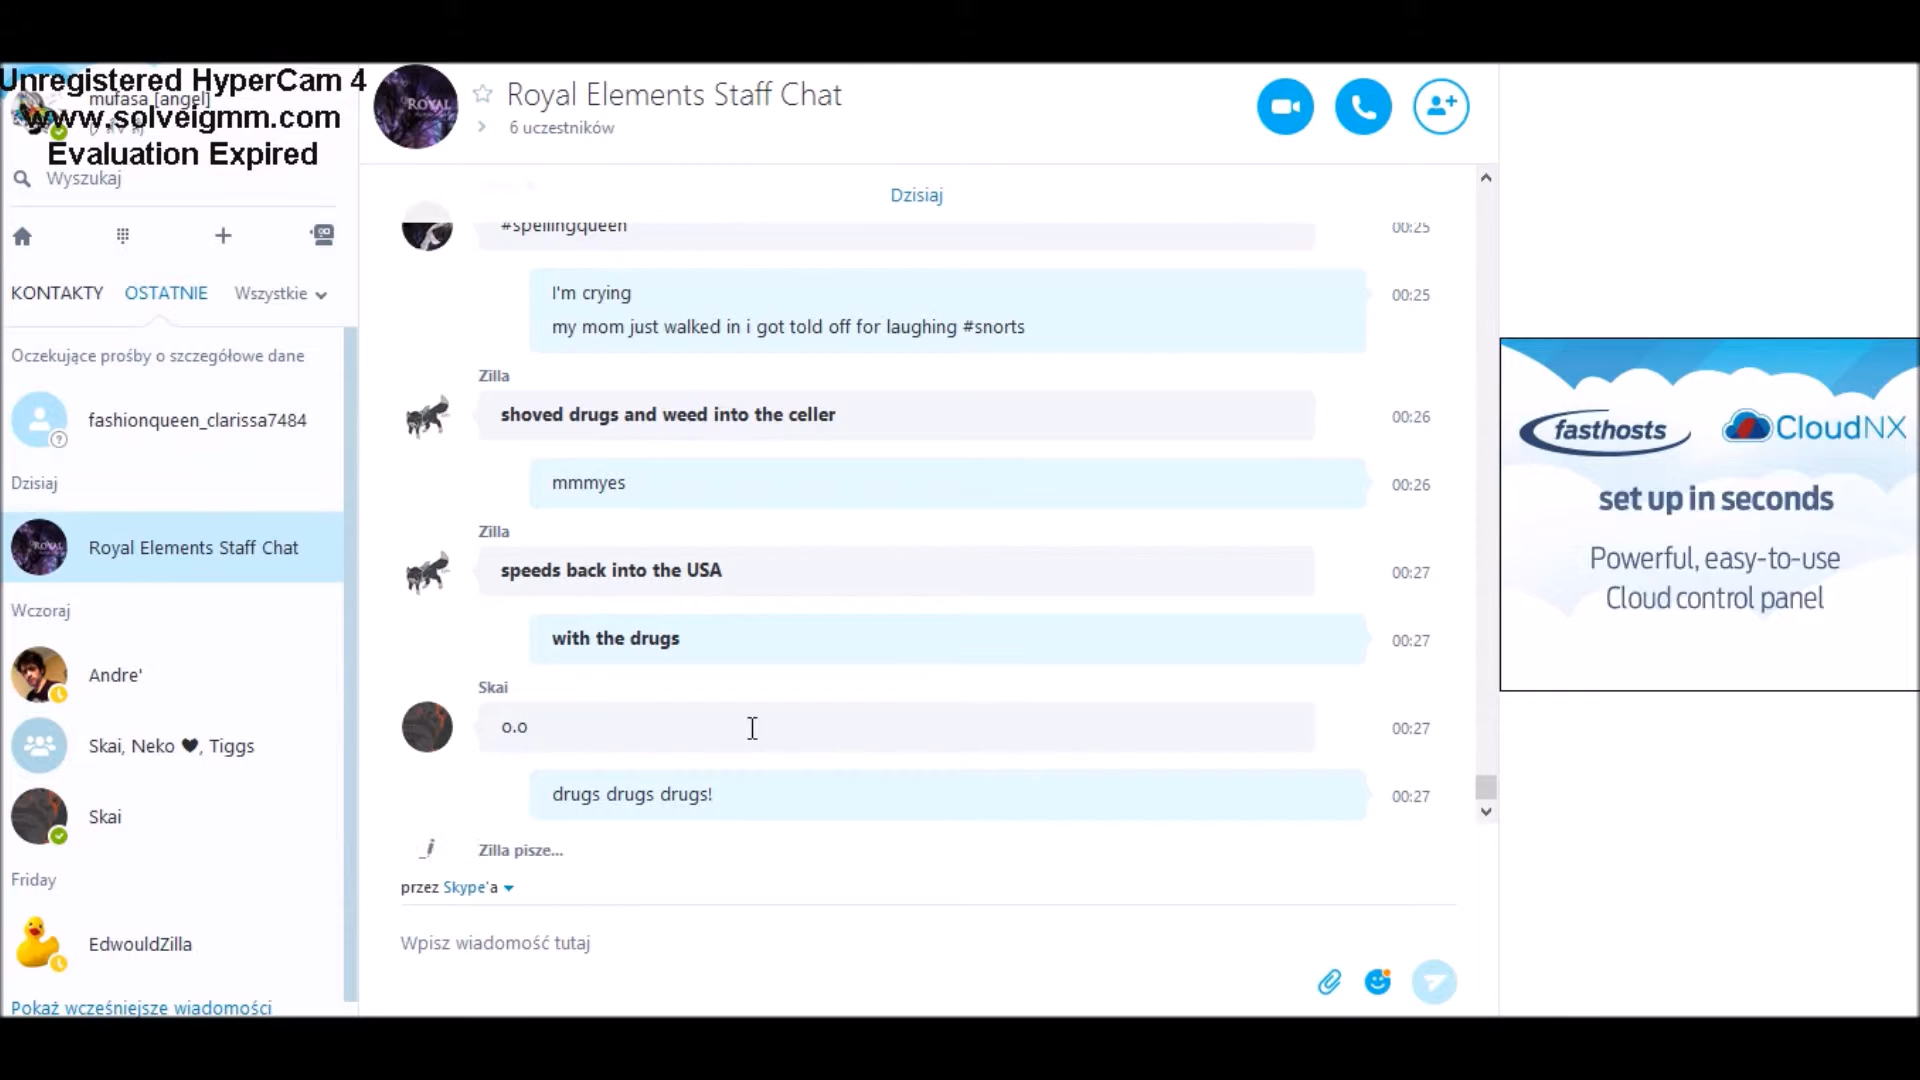 Unregistered HyperCam 4
mufasa [angel]
www.solveigmm.com
Evaluation Expired
Wyszukaj
KONTAKTY OSTATNIE Wszystkie
Oczekujące prośby o szczegółowe dane
fashionqueen_clarissa7484
Dzisiaj
Royal Elements Staff Chat
Wczoraj
Andre'
Skai, Neko 🖤, Tiggs
Skai
Friday
EdwouldZilla
Pokaż wcześniejsze wiadomości
ROYAL
Royal Elements Staff Chat
6 uczestników
Dzisiaj
#spellingqueen 00:25
I'm crying 00:25
my mom just walked in i got told off for laughing #snorts
Zilla
shoved drugs and weed into the celler 00:26
mmmyes 00:26
Zilla
speeds back into the USA 00:27
with the drugs 00:27
Skai
o.o 00:27
drugs drugs drugs! 00:27
Zilla pisze...
przez Skype'a
Wpisz wiadomość tutaj
fasthosts CloudNX
set up in seconds
Powerful, easy-to-use
Cloud control panel